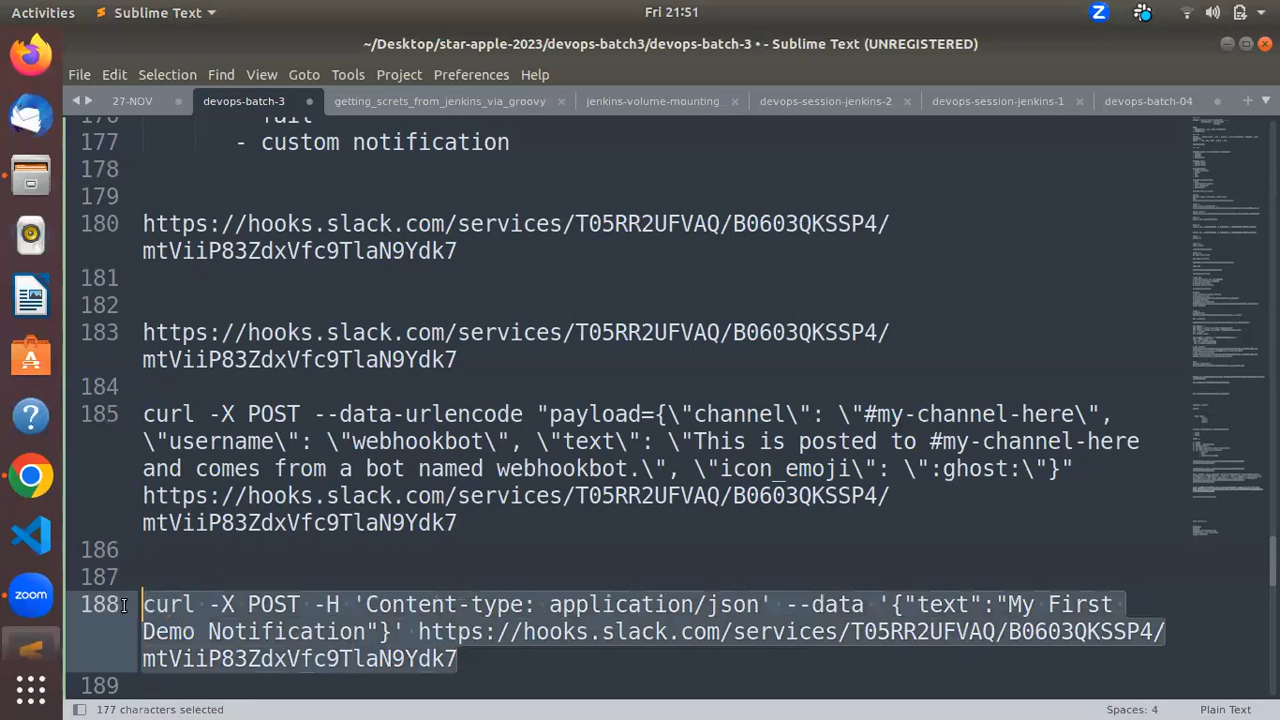 Activities Sublime Text Fri 21:51
~/Desktop/star-apple-2023/devops-batch3/devops-batch-3 • - Sublime Text (UNREGISTERED)
File Edit Selection Find View Goto Tools Project Preferences Help
27-NOV devops-batch-3 getting_screts_from_jenkins_via_groovy jenkins-volume-mounting devops-session-jenkins-2 devops-session-jenkins-1 devops-batch-04
176 - fail
177 - custom notification
178
179
180 https://hooks.slack.com/services/T05RR2UFVAQ/B0603QKSSP4/
mtViiP83ZdxVfc9TlaN9Ydk7
181
182
183 https://hooks.slack.com/services/T05RR2UFVAQ/B0603QKSSP4/
mtViiP83ZdxVfc9TlaN9Ydk7
184
185 curl -X POST --data-urlencode "payload={\"channel\": \"#my-channel-here\",
\"username\": \"webhookbot\", \"text\": \"This is posted to #my-channel-here
and comes from a bot named webhookbot.\", \"icon_emoji\": \":ghost:\"}"
https://hooks.slack.com/services/T05RR2UFVAQ/B0603QKSSP4/
mtViiP83ZdxVfc9TlaN9Ydk7
186
187
188 curl -X POST -H 'Content-type: application/json' --data '{"text":"My First
Demo Notification"}' https://hooks.slack.com/services/T05RR2UFVAQ/B0603QKSSP4/
mtViiP83ZdxVfc9TlaN9Ydk7
189
zoom
177 characters selected Spaces: 4 Plain Text